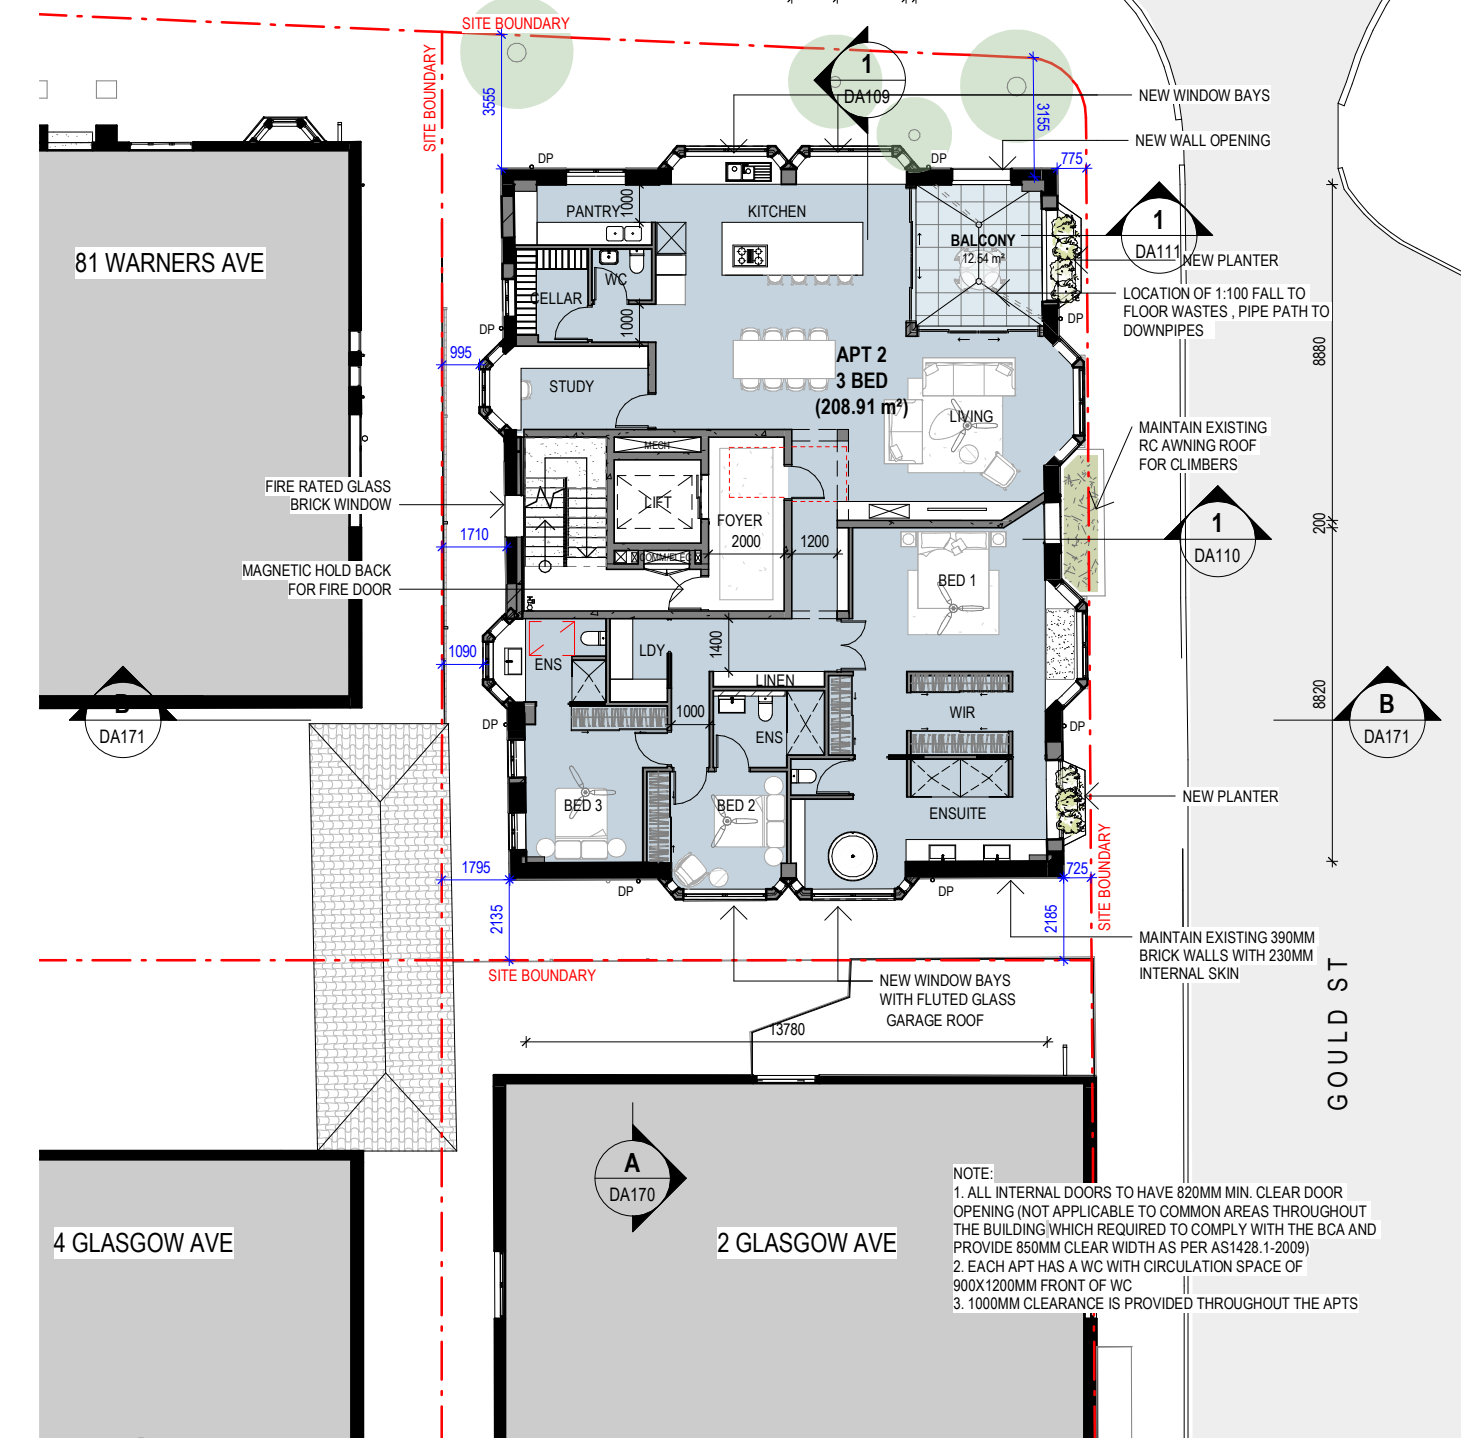 SITE BOUNDARY
SITE BOUNDARY
3555
1
DA109
3155
NEW WINDOW BAYS
NEW WALL OPENING
DP
DP
775
PANTRY
1000
KITCHEN
BALCONY
12.54 m²
1
DA111
NEW PLANTER
81 WARNERS AVE
WC
CELLAR
1000
LOCATION OF 1:100 FALL TO
FLOOR WASTES , PIPE PATH TO
DOWNPIPES
DP
DP
995
STUDY
APT 2
3 BED
(208.91 m²)
LIVING
8880
MAINTAIN EXISTING
RC AWNING ROOF
FOR CLIMBERS
MECH
FIRE RATED GLASS
BRICK WINDOW
LIFT
FOYER
2000
1200
200
1
DA110
1710
COMM/ELEC
MAGNETIC HOLD BACK
FOR FIRE DOOR
BED 1
1090
ENS
LDY
1400
LINEN
8820
B
DA171
DP
1000
ENS
WIR
DP
B
DA171
BED 3
BED 2
ENSUITE
NEW PLANTER
1795
DP
DP
725
SITE BOUNDARY
2135
2185
MAINTAIN EXISTING 390MM
BRICK WALLS WITH 230MM
INTERNAL SKIN
SITE BOUNDARY
NEW WINDOW BAYS
WITH FLUTED GLASS
GARAGE ROOF
13780
GOULD ST
A
DA170
4 GLASGOW AVE
2 GLASGOW AVE
NOTE:
1. ALL INTERNAL DOORS TO HAVE 820MM MIN. CLEAR DOOR
OPENING (NOT APPLICABLE TO COMMON AREAS THROUGHOUT
THE BUILDING WHICH REQUIRED TO COMPLY WITH THE BCA AND
PROVIDE 850MM CLEAR WIDTH AS PER AS1428.1-2009)
2. EACH APT HAS A WC WITH CIRCULATION SPACE OF
900X1200MM FRONT OF WC
3. 1000MM CLEARANCE IS PROVIDED THROUGHOUT THE APTS